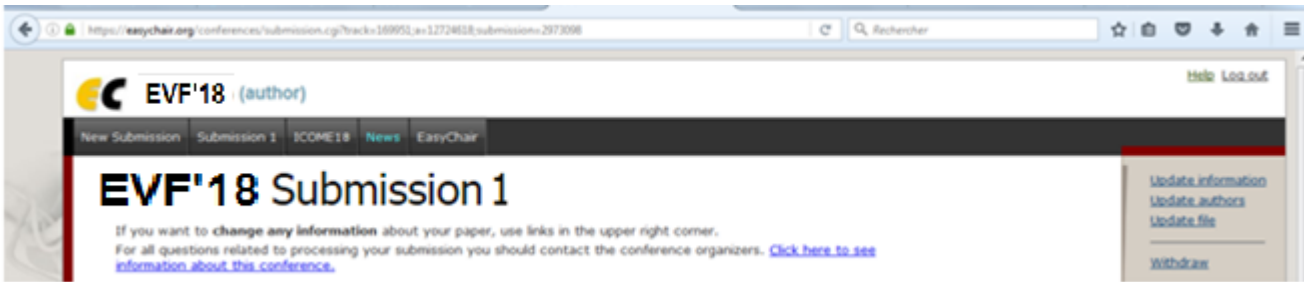 https://easychair.org/conferences/submission.cgi?track=169951;a=12724618;submission=2973098
Rechercher
EC EVF'18 (author)
Help Log out
New Submission Submission 1 ICOME18 News EasyChair
EVF'18 Submission 1
Update information
Update authors
Update file
Withdraw
If you want to change any information about your paper, use links in the upper right corner.
For all questions related to processing your submission you should contact the conference organizers. Click here to see
information about this conference.